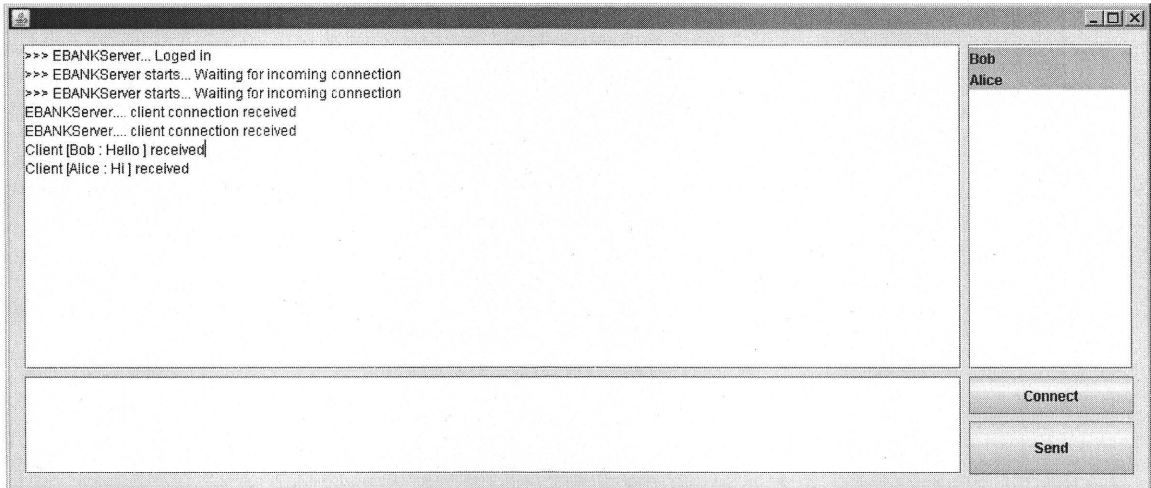 >>> EBANKServer... Loged in
>>> EBANKServer starts... Waiting for incoming connection
>>> EBANKServer starts... Waiting for incoming connection
EBANKServer.... client connection received
EBANKServer.... client connection received
Client [Bob : Hello ] received
Client [Alice : Hi ] received
Bob
Alice
Connect
Send